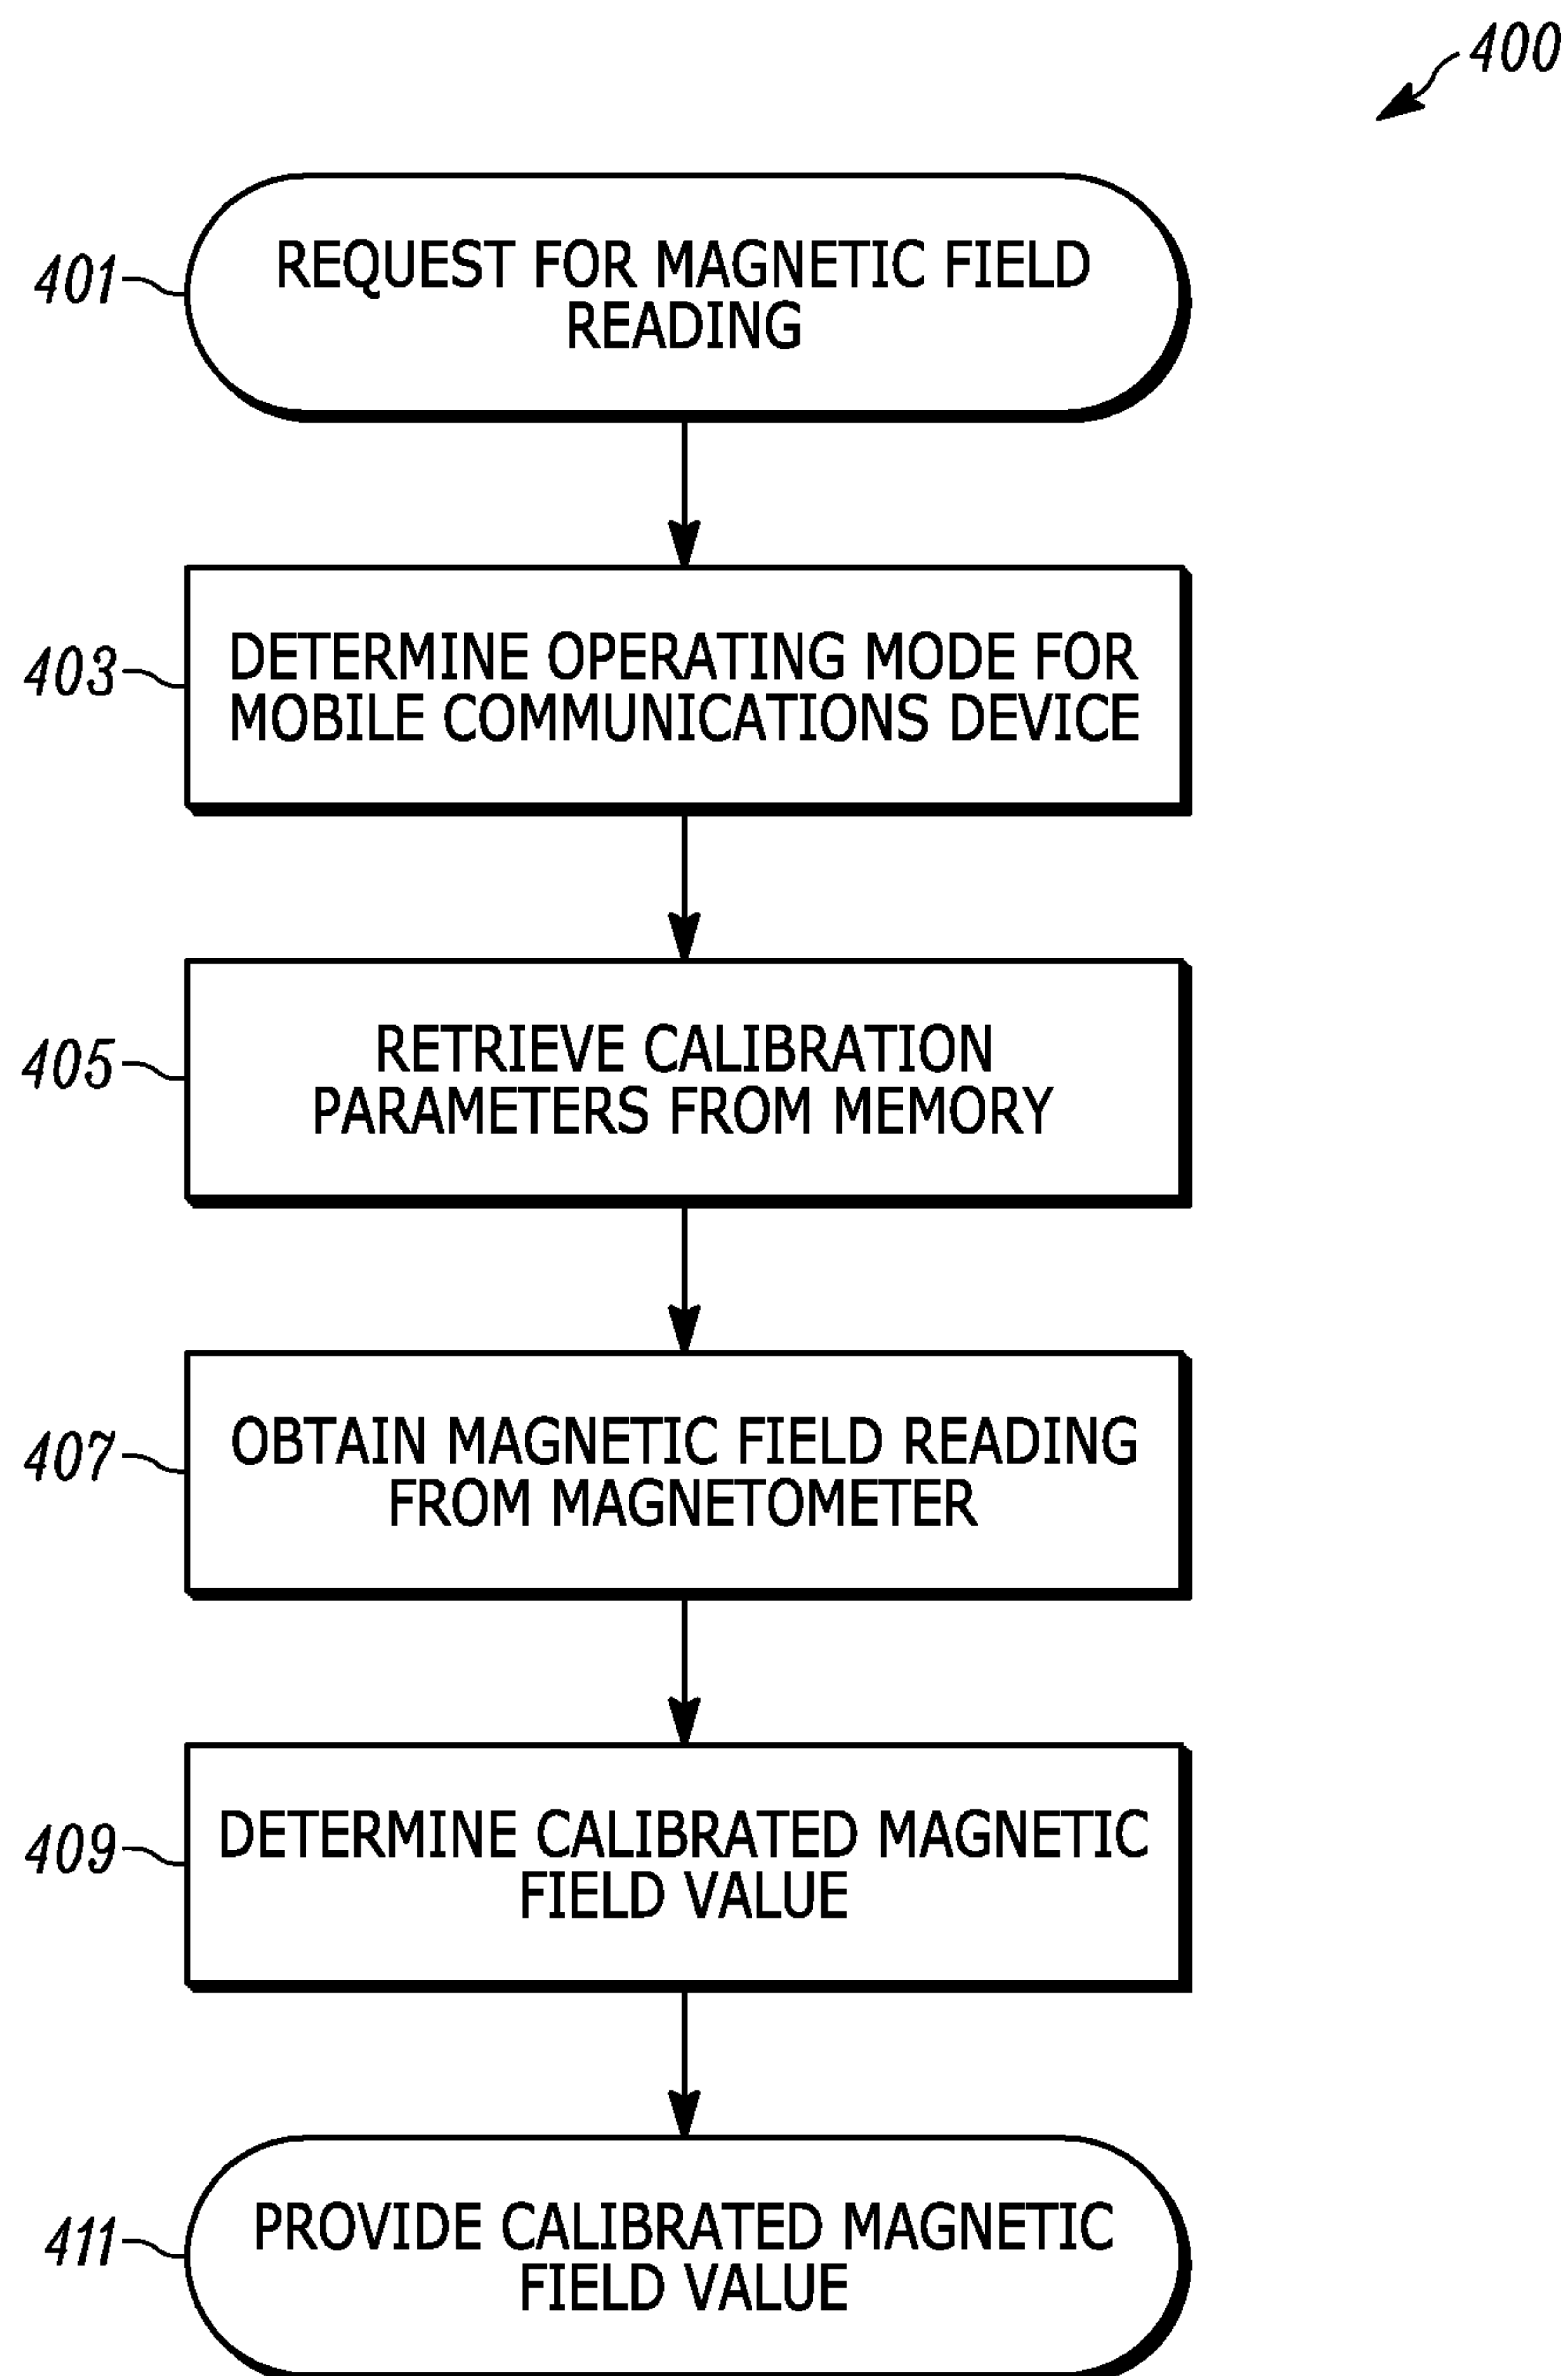 400
401
REQUEST FOR MAGNETIC FIELD
READING
403
DETERMINE OPERATING MODE FOR
MOBILE COMMUNICATIONS DEVICE
405
RETRIEVE CALIBRATION
PARAMETERS FROM MEMORY
407
OBTAIN MAGNETIC FIELD READING
FROM MAGNETOMETER
409
DETERMINE CALIBRATED MAGNETIC
FIELD VALUE
411
PROVIDE CALIBRATED MAGNETIC
FIELD VALUE